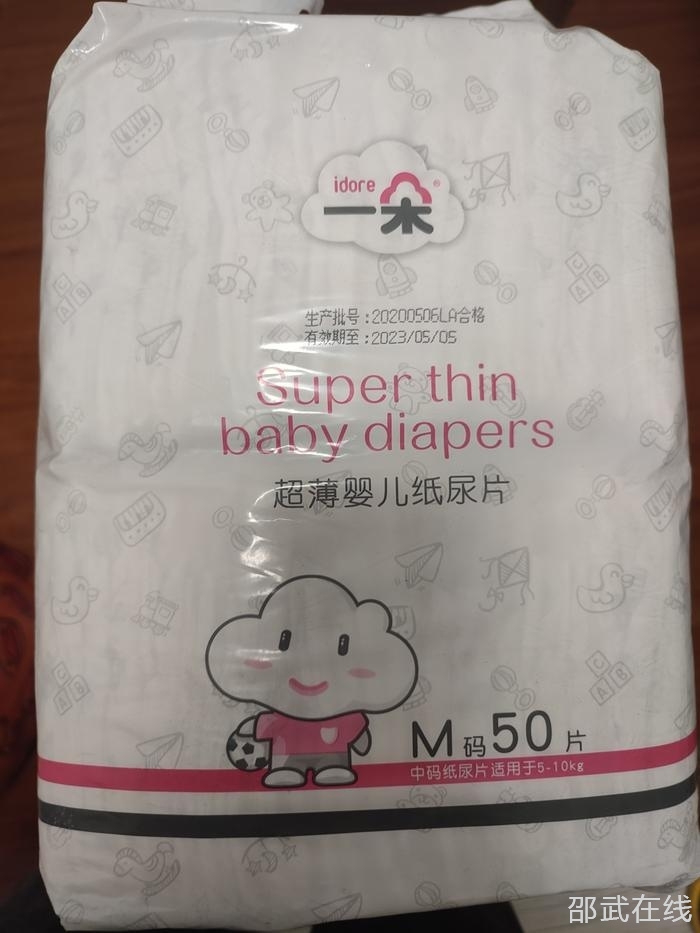 idore
一朵®
生产批号:20200506LA合格
有效期至:2023/05/05
Super thin
baby diapers
超薄婴儿纸尿片
M码50片
中码纸尿片适用于5-10kg
邵武在线